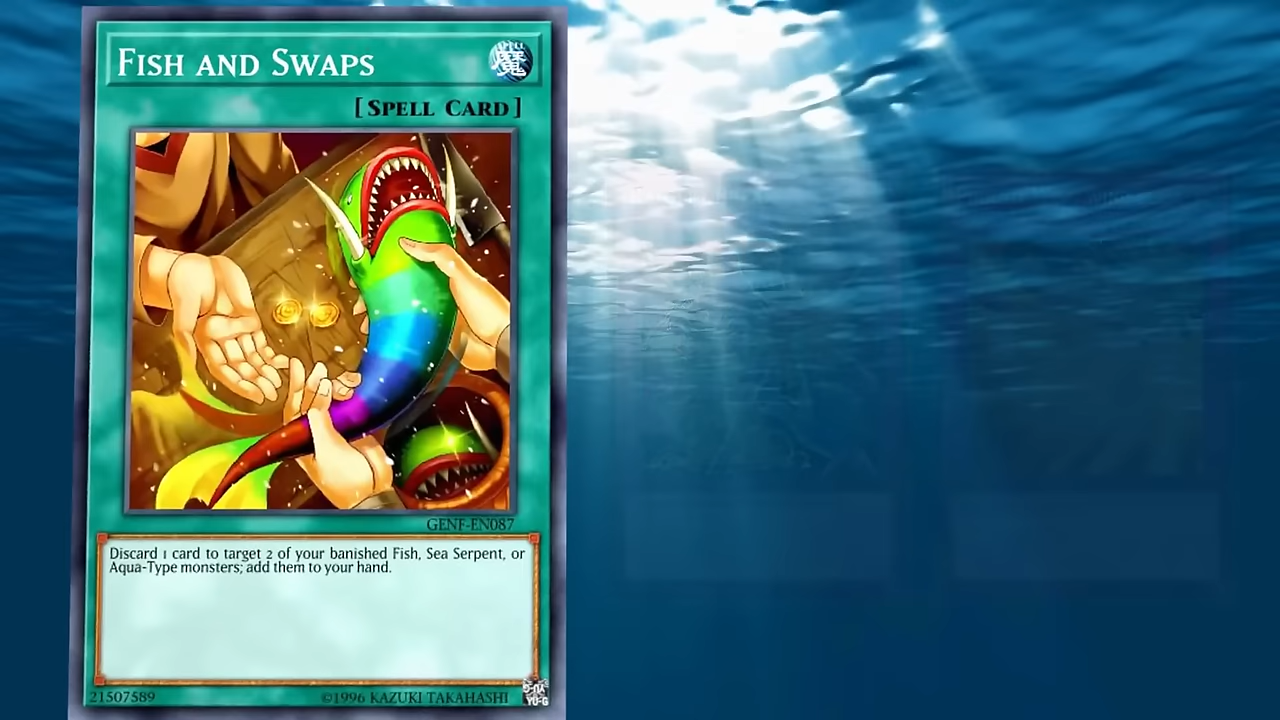 Fish and Swaps
魔
[Spell Card]
GENF-EN087
Discard 1 card to target 2 of your banished Fish, Sea Serpent, or
Aqua-Type monsters; add them to your hand.
21507589
©1996 KAZUKI TAKAHASHI